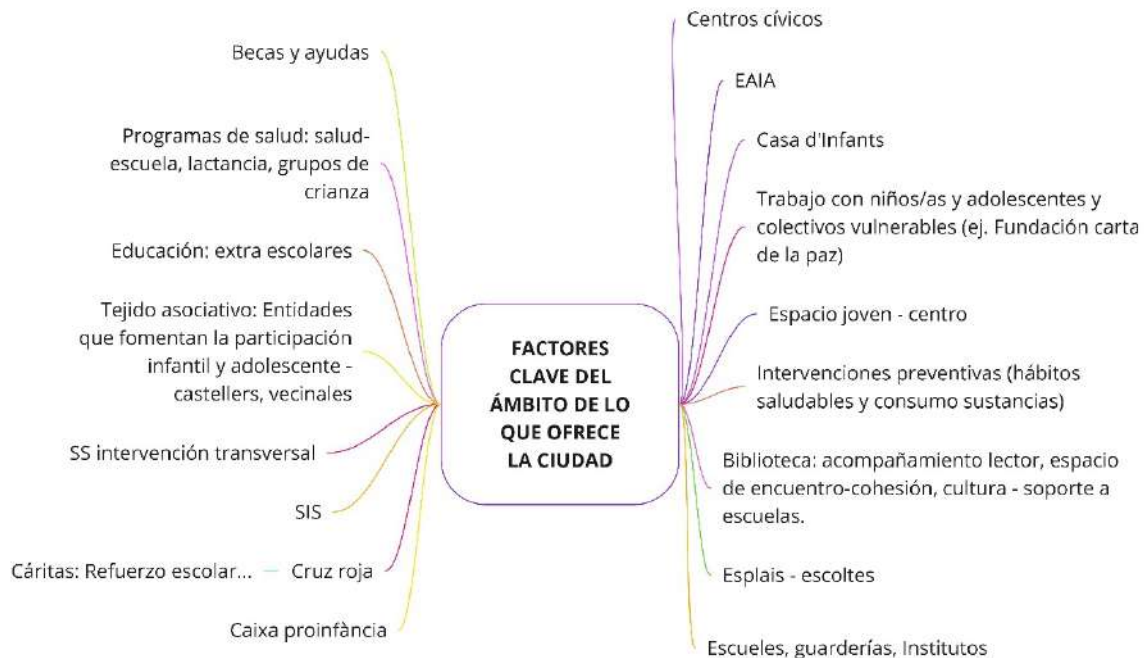 FACTORES
CLAVE DEL
ÁMBITO DE LO
QUE OFRECE
LA CIUDAD
Becas y ayudas
Programas de salud: salud-
escuela, lactancia, grupos de
crianza
Educación: extra escolares
Tejido asociativo: Entidades
que fomentan la participación
infantil y adolescente -
castellers, vecinales
SS intervención transversal
SIS
Cáritas: Refuerzo escolar... Cruz roja
Caixa proinfància
Centros cívicos
EAIA
Casa d'Infants
Trabajo con niños/as y adolescentes y
colectivos vulnerables (ej. Fundación carta
de la paz)
Espacio joven - centro
Intervenciones preventivas (hábitos
saludables y consumo sustancias)
Biblioteca: acompañamiento lector, espacio
de encuentro-cohesión, cultura - soporte a
escuelas.
Esplais - escoltes
Escueles, guarderías, Institutos